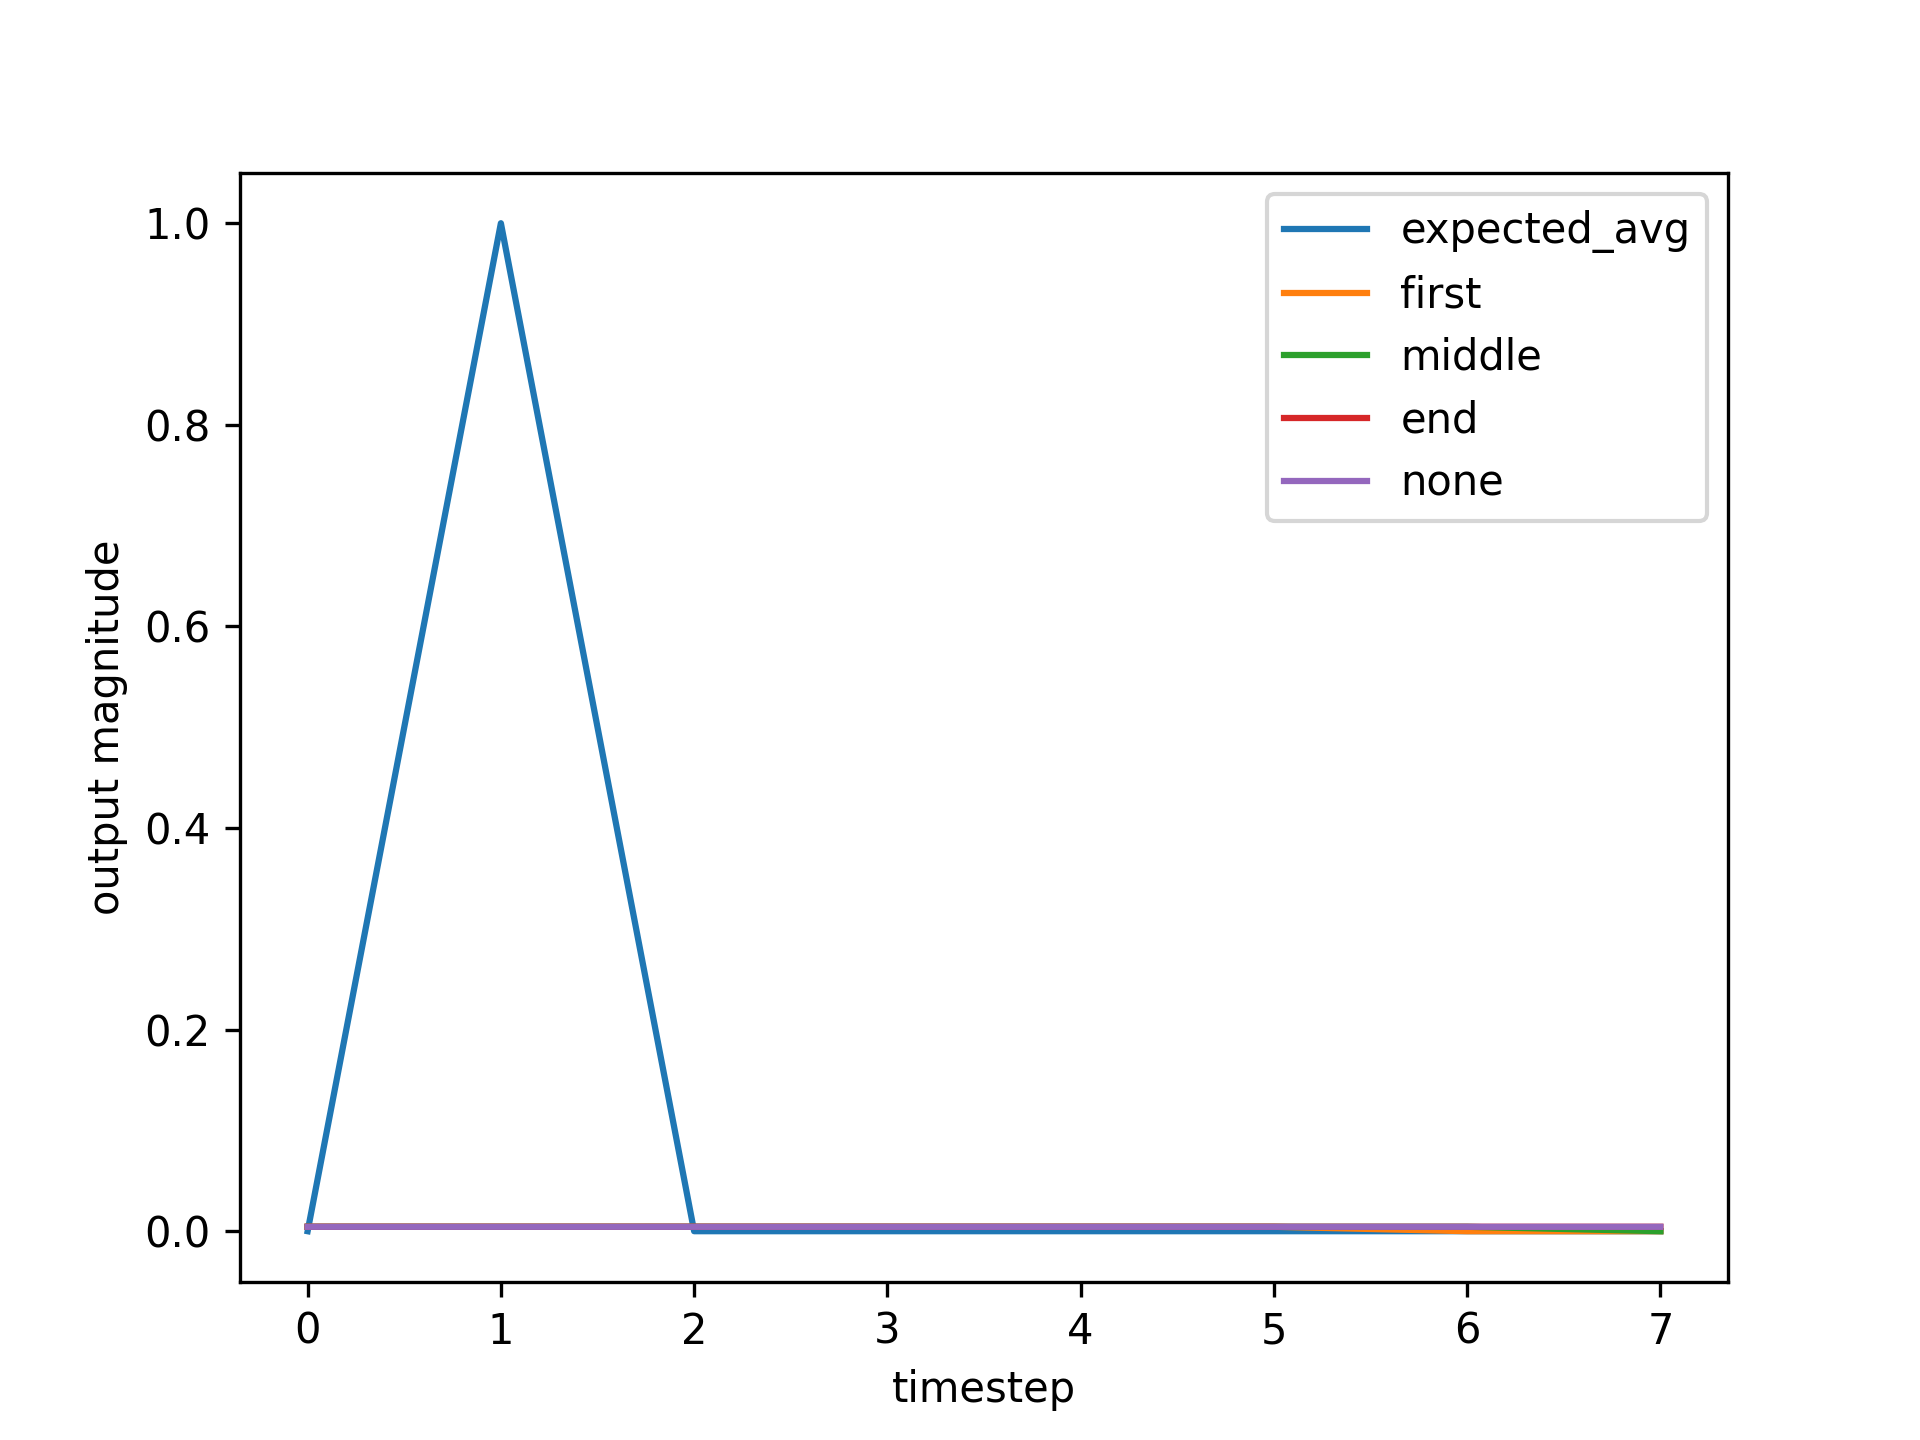 expected_avg
first
middle
end
none
output magnitude
1.0
0.8
0.6
0.4
0.2
0.0
0 1 2 3 4 5 6 7
timestep